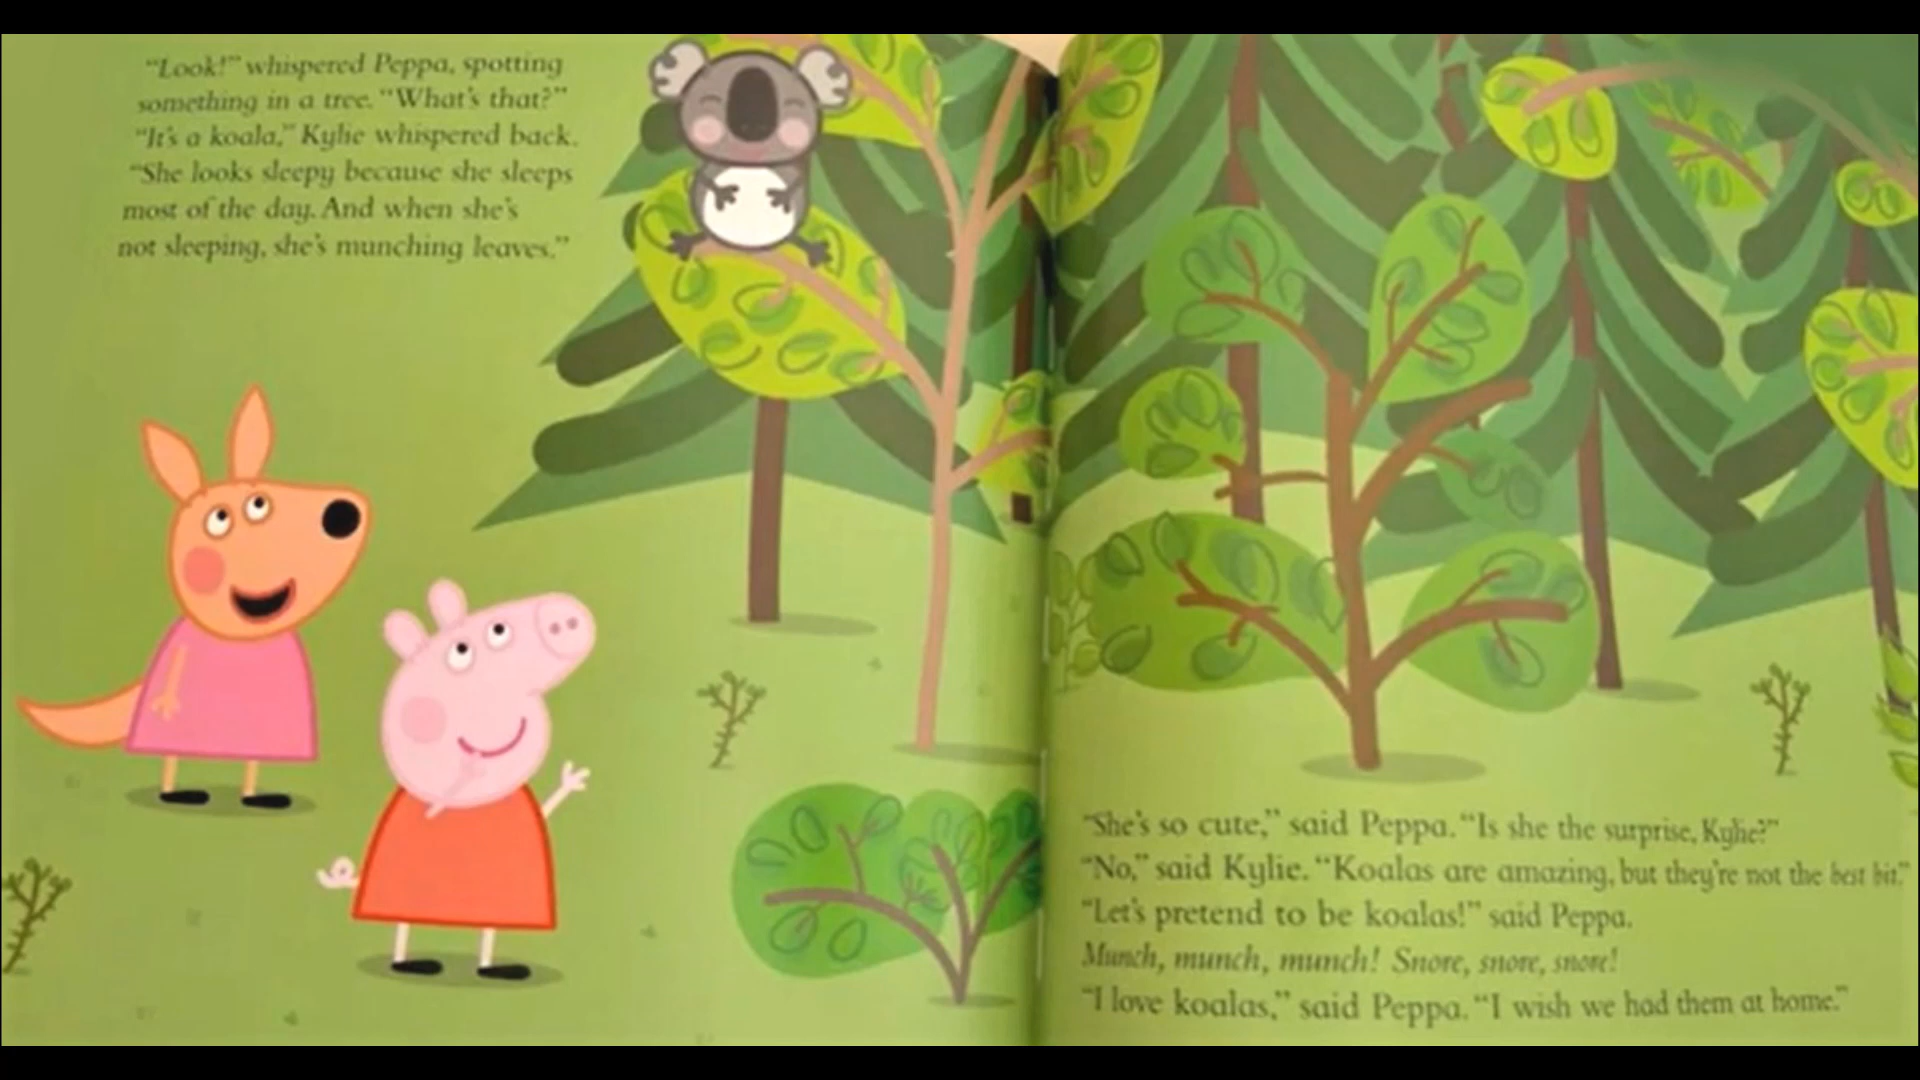 “Look!” whispered Peppa, spotting
something in a tree. “What’s that?”
“It’s a koala,” Kylie whispered back.
“She looks sleepy because she sleeps
most of the day. And when she’s
not sleeping, she’s munching leaves.”
“She’s so cute,” said Peppa. “Is she the surprise, Kylie?”
“No,” said Kylie. “Koalas are amazing, but they’re not the best bit.”
“Let’s pretend to be koalas!” said Peppa.
Munch, munch, munch! Snore, snore, snore!
“I love koalas,” said Peppa. “I wish we had them at home.”